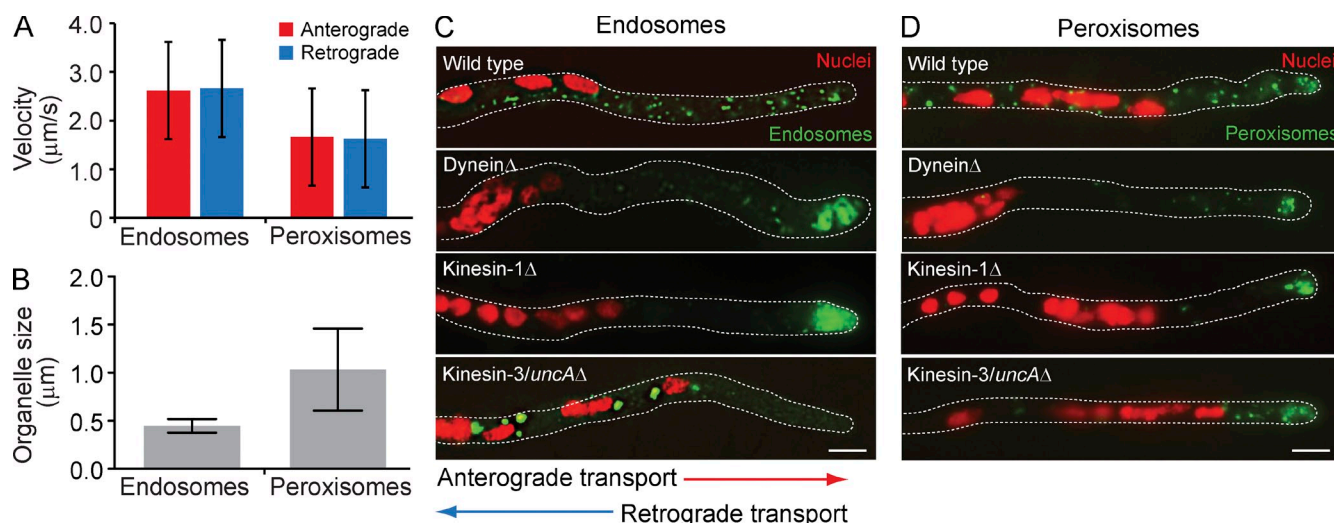 A
Velocity
(μm/s)
4.0
3.0
2.0
1.0
0
Anterograde
Retrograde
Endosomes Peroxisomes
B
Organelle size
(μm)
2.0
1.5
1.0
0.5
0.0
Endosomes Peroxisomes
C Endosomes
Wild type Nuclei
Endosomes
DyneinΔ
Kinesin-1Δ
Kinesin-3/uncAΔ
Anterograde transport
Retrograde transport
D Peroxisomes
Wild type Nuclei
Peroxisomes
DyneinΔ
Kinesin-1Δ
Kinesin-3/uncAΔ